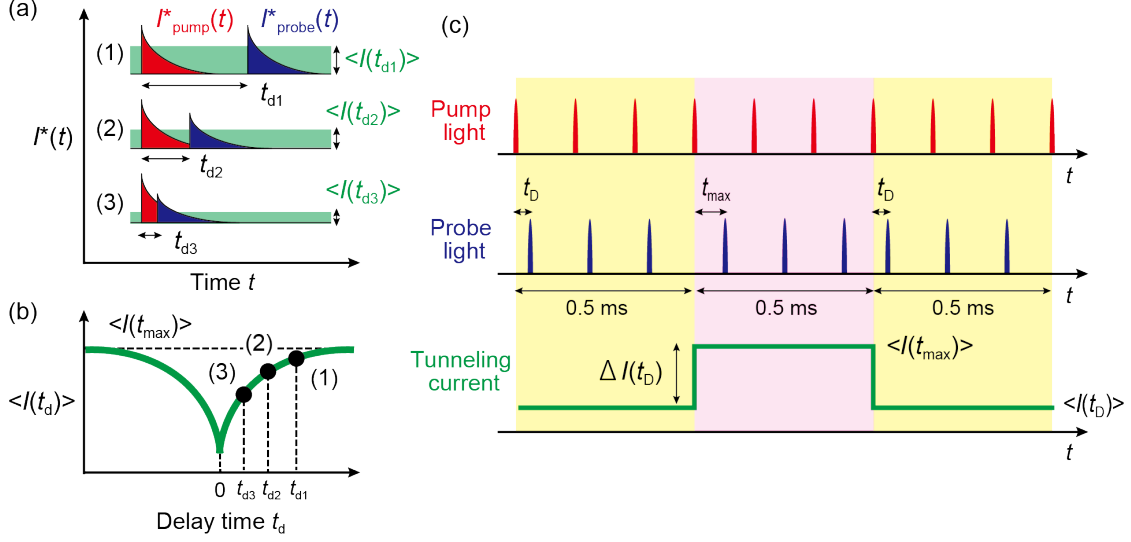 (a)
I*pump(t)
I*probe(t)
(1)
<I(td1)>
td1
I*(t)
(2)
<I(td2)>
td2
(3)
<I(td3)>
td3
Time t
(b)
<I(tmax)>
(2)
(3)
(1)
<I(td)>
0
td3
td2
td1
Delay time td
(c)
Pump
light
t
tD
tmax
tD
Probe
light
0.5 ms
0.5 ms
0.5 ms
t
Tunneling
current
Δ I(tD)
<I(tmax)>
<I(tD)>
t